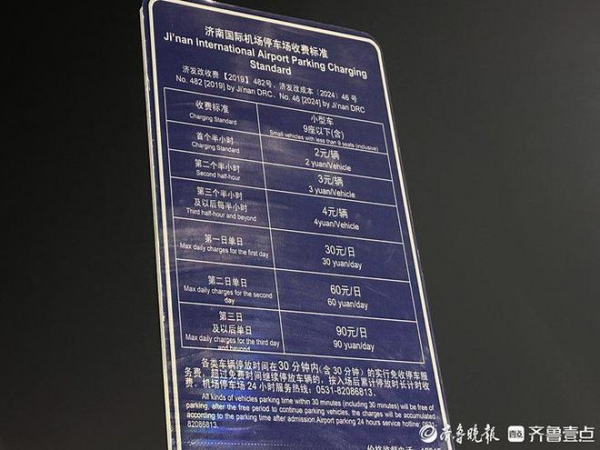 济南国际机场停车场收费标准
Ji'nan International Airport Parking Charging
Standard
济发改收费【2019】482号、济发改成本〔2024〕46号
No. 482 [2019] by Ji'nan DRC、No. 46 [2024] by Ji'nan DRC
收费标准
Charging Standard
小型车
9座以下(含)
Small vehicles with less than 9 seats (inclusive)
首个半小时
Charging Standard
2元/辆
2 yuan/Vehicle
第二个半小时
Second half-hour
3元/辆
3 yuan/Vehicle
第三个半小时
及以后每半小时
Third half-hour and beyond
4元/辆
4yuan/Vehicle
第一日单日
Max daily charges for the first day
30元/日
30 yuan/day
第二日单日
Max daily charges for the second
day
60元/日
60 yuan/day
第三日
及以后单日
Max daily charges for the third day
and beyond
90元/日
90 yuan/day
各类车辆停放时间在30分钟内(含30分钟)的实行免收停车服
务费,超过免费时间继续停放车辆的,按入场后累计停放时长计时收
费,机场停车场24小时服务热线:0531-82086813.
All kinds of vehicles parking time within 30 minutes (including 30 minutes) will be free of
parking, after the free period to continue parking vehicles, the charges will be accumulated
according to the parking time after admission.Airport parking 24 hours service hotline: 0531
82086813.
齐鲁晚报
齐鲁壹点